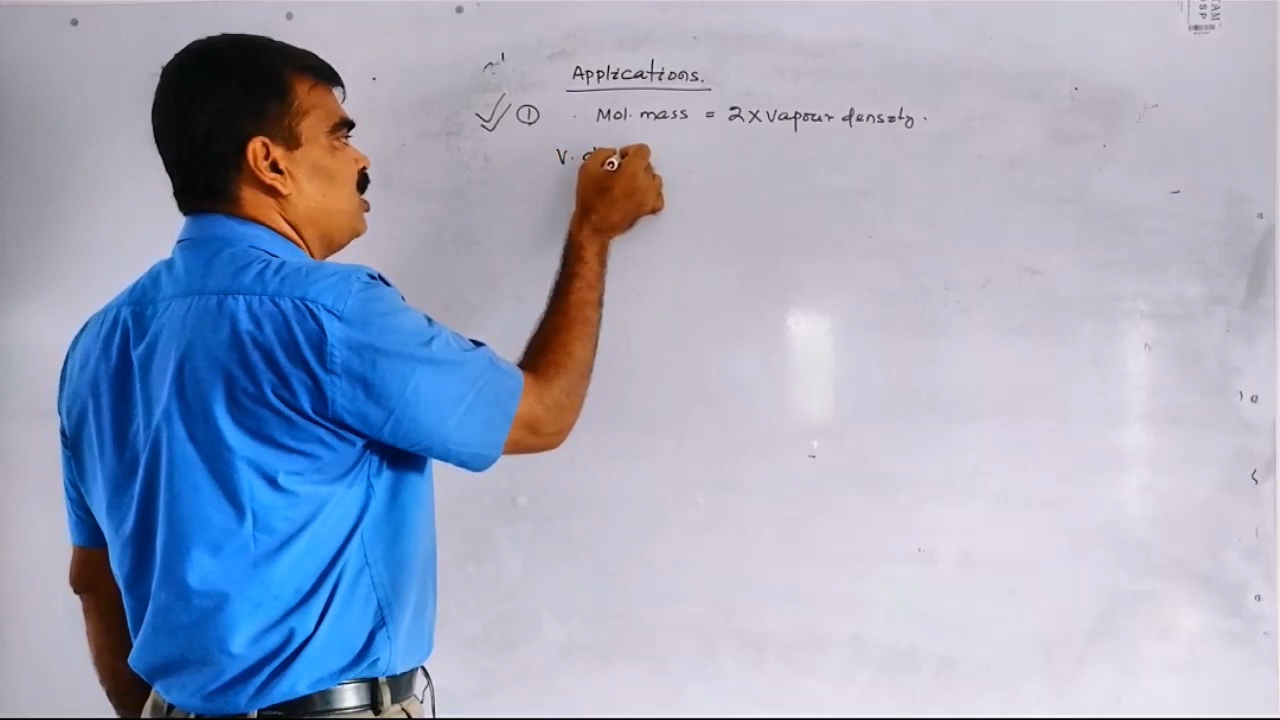 Applications.
① . Mol. mass = 2 x vapour density.
V. d